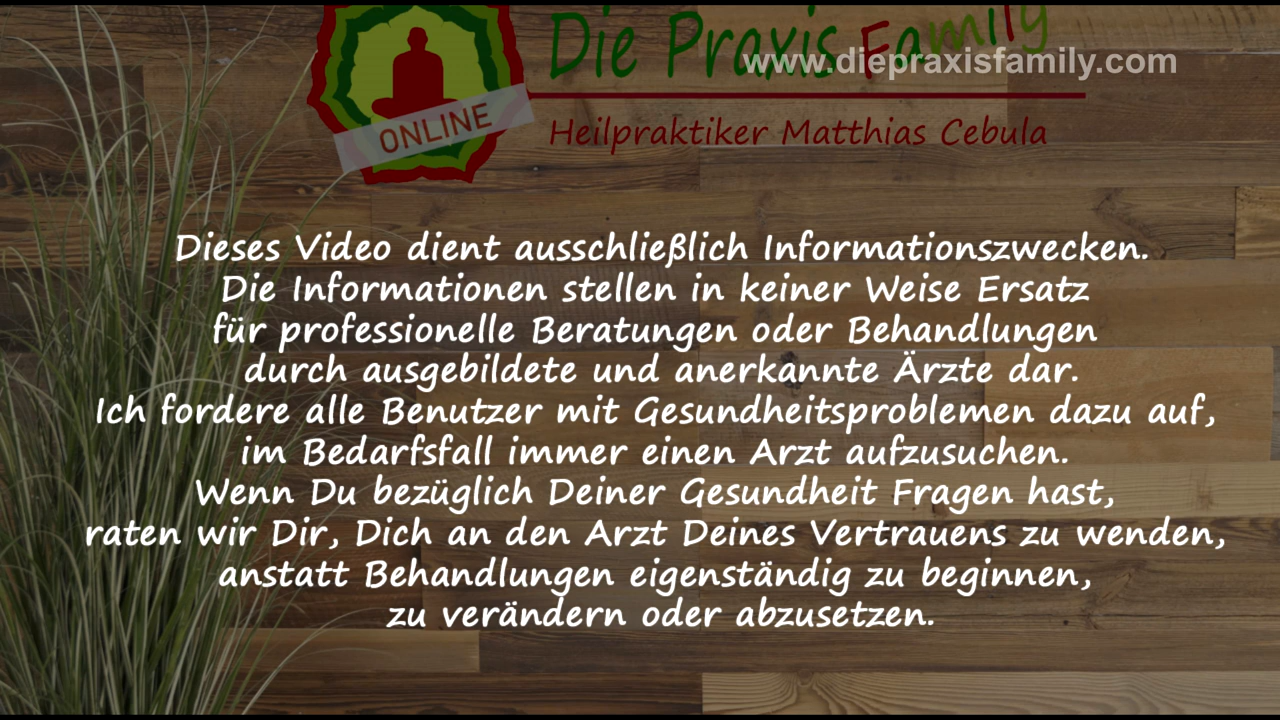 Die Praxis Family
www.diepraxisfamily.com
ONLINE
Heilpraktiker Matthias Cebula
Dieses Video dient ausschließlich Informationszwecken.
Die Informationen stellen in keiner Weise Ersatz
für professionelle Beratungen oder Behandlungen
durch ausgebildete und anerkannte Ärzte dar.
Ich fordere alle Benutzer mit Gesundheitsproblemen dazu auf,
im Bedarfsfall immer einen Arzt aufzusuchen.
Wenn Du bezüglich Deiner Gesundheit Fragen hast,
raten wir Dir, Dich an den Arzt Deines Vertrauens zu wenden,
anstatt Behandlungen eigenständig zu beginnen,
zu verändern oder abzusetzen.